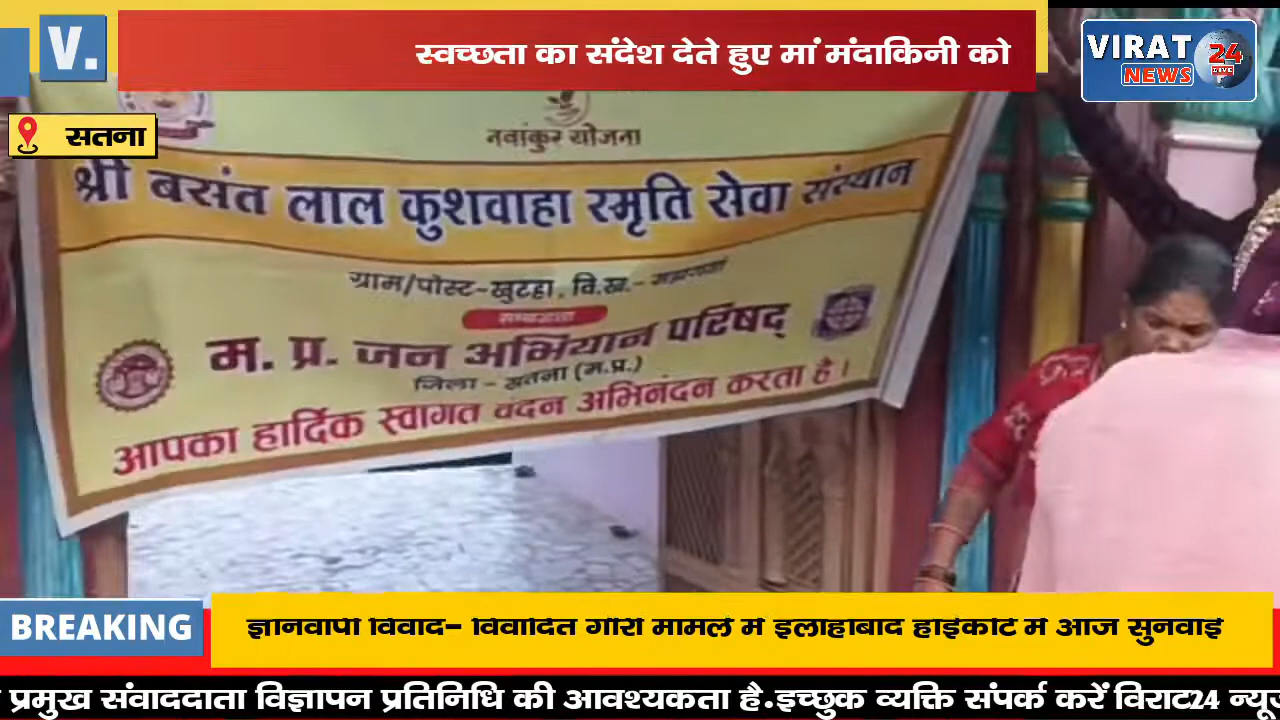 V.
स्वच्छता का संदेश देते हुए मां मंदाकिनी को
VIRAT 24
NEWS LIVE
सतना
नवांकुर योजना
श्री बसंत लाल कुशवाहा स्मृति सेवा संस्थान
ग्राम/पोस्ट-खुटहा, वि.ख.-
म. प्र. जन अभियान परिषद्
जिला - सतना (म.प्र.)
आपका हार्दिक स्वागत वंदन अभिनंदन करता है।
BREAKING
ज्ञानवापी विवाद- विवादित गौरी मामले में इलाहाबाद हाईकोर्ट में आज सुनवाई
प्रमुख संवाददाता विज्ञापन प्रतिनिधि की आवश्यकता है.इच्छुक व्यक्ति संपर्क करें विराट24 न्यूज